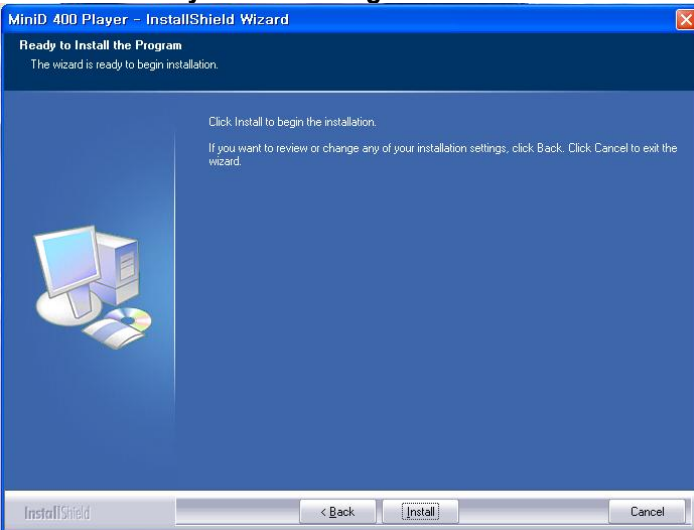 MiniD 400 Player - InstallShield Wizard
Ready to Install the Program
The wizard is ready to begin installation.
Click Install to begin the installation.
If you want to review or change any of your installation settings, click Back. Click Cancel to exit the
wizard.
InstallShield
< Back
Install
Cancel